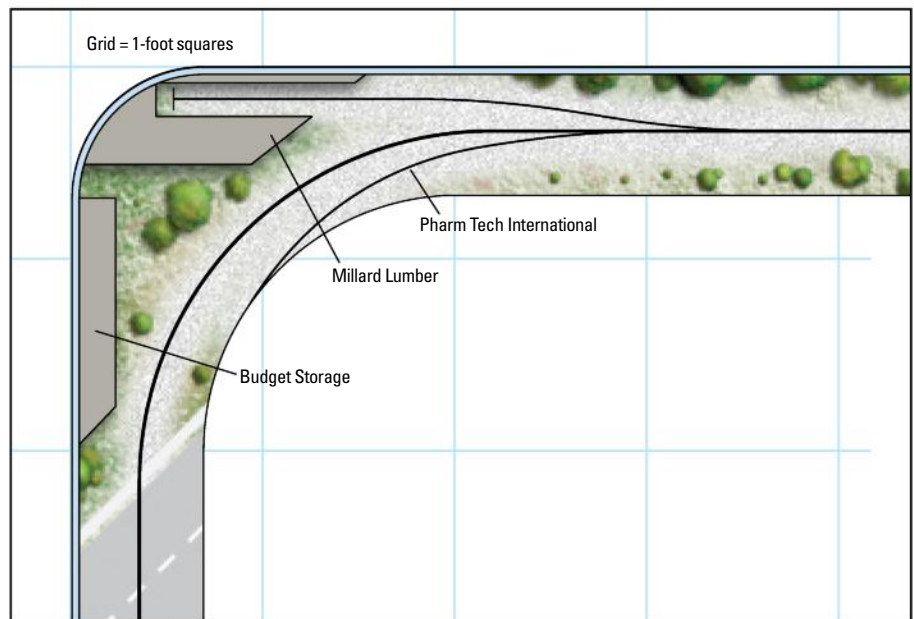 Grid = 1-foot squares
Pharm Tech International
Millard Lumber
Budget Storage